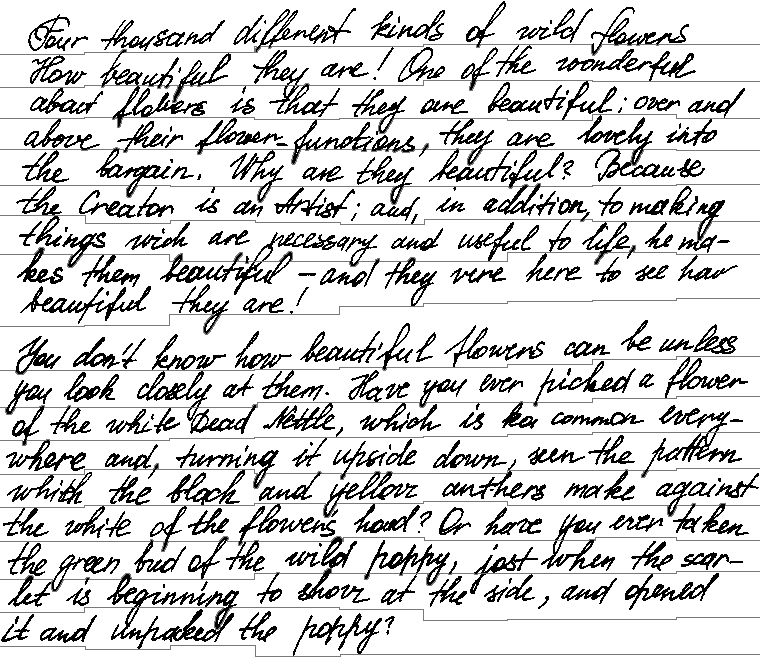 Four thousand different kinds of wild flowers
How beautiful they are! One of the wonderful
about flowers is that they are beautiful; over and
above their flower-functions, they are lovely into
the bargain. Why are they beautiful? Because
the Creator is an Artist; and, in addition, to making
things wich are necessary and useful to life, he ma-
kes them beautiful – and they vere here to see how
beautiful they are!
You don't know how beautiful flowers can be unless
you look closely at them. Have you ever picked a flower
of the white Dead Nettle, which is common every-
where and, turning it upside down, seen the pattern
which the black and yellow anthers make against
the white of the flowers hood? Or have you ever taken
the green bud of the wild poppy, jost when the scar-
let is beginning to show at the side, and opened
it and unpacked the poppy?